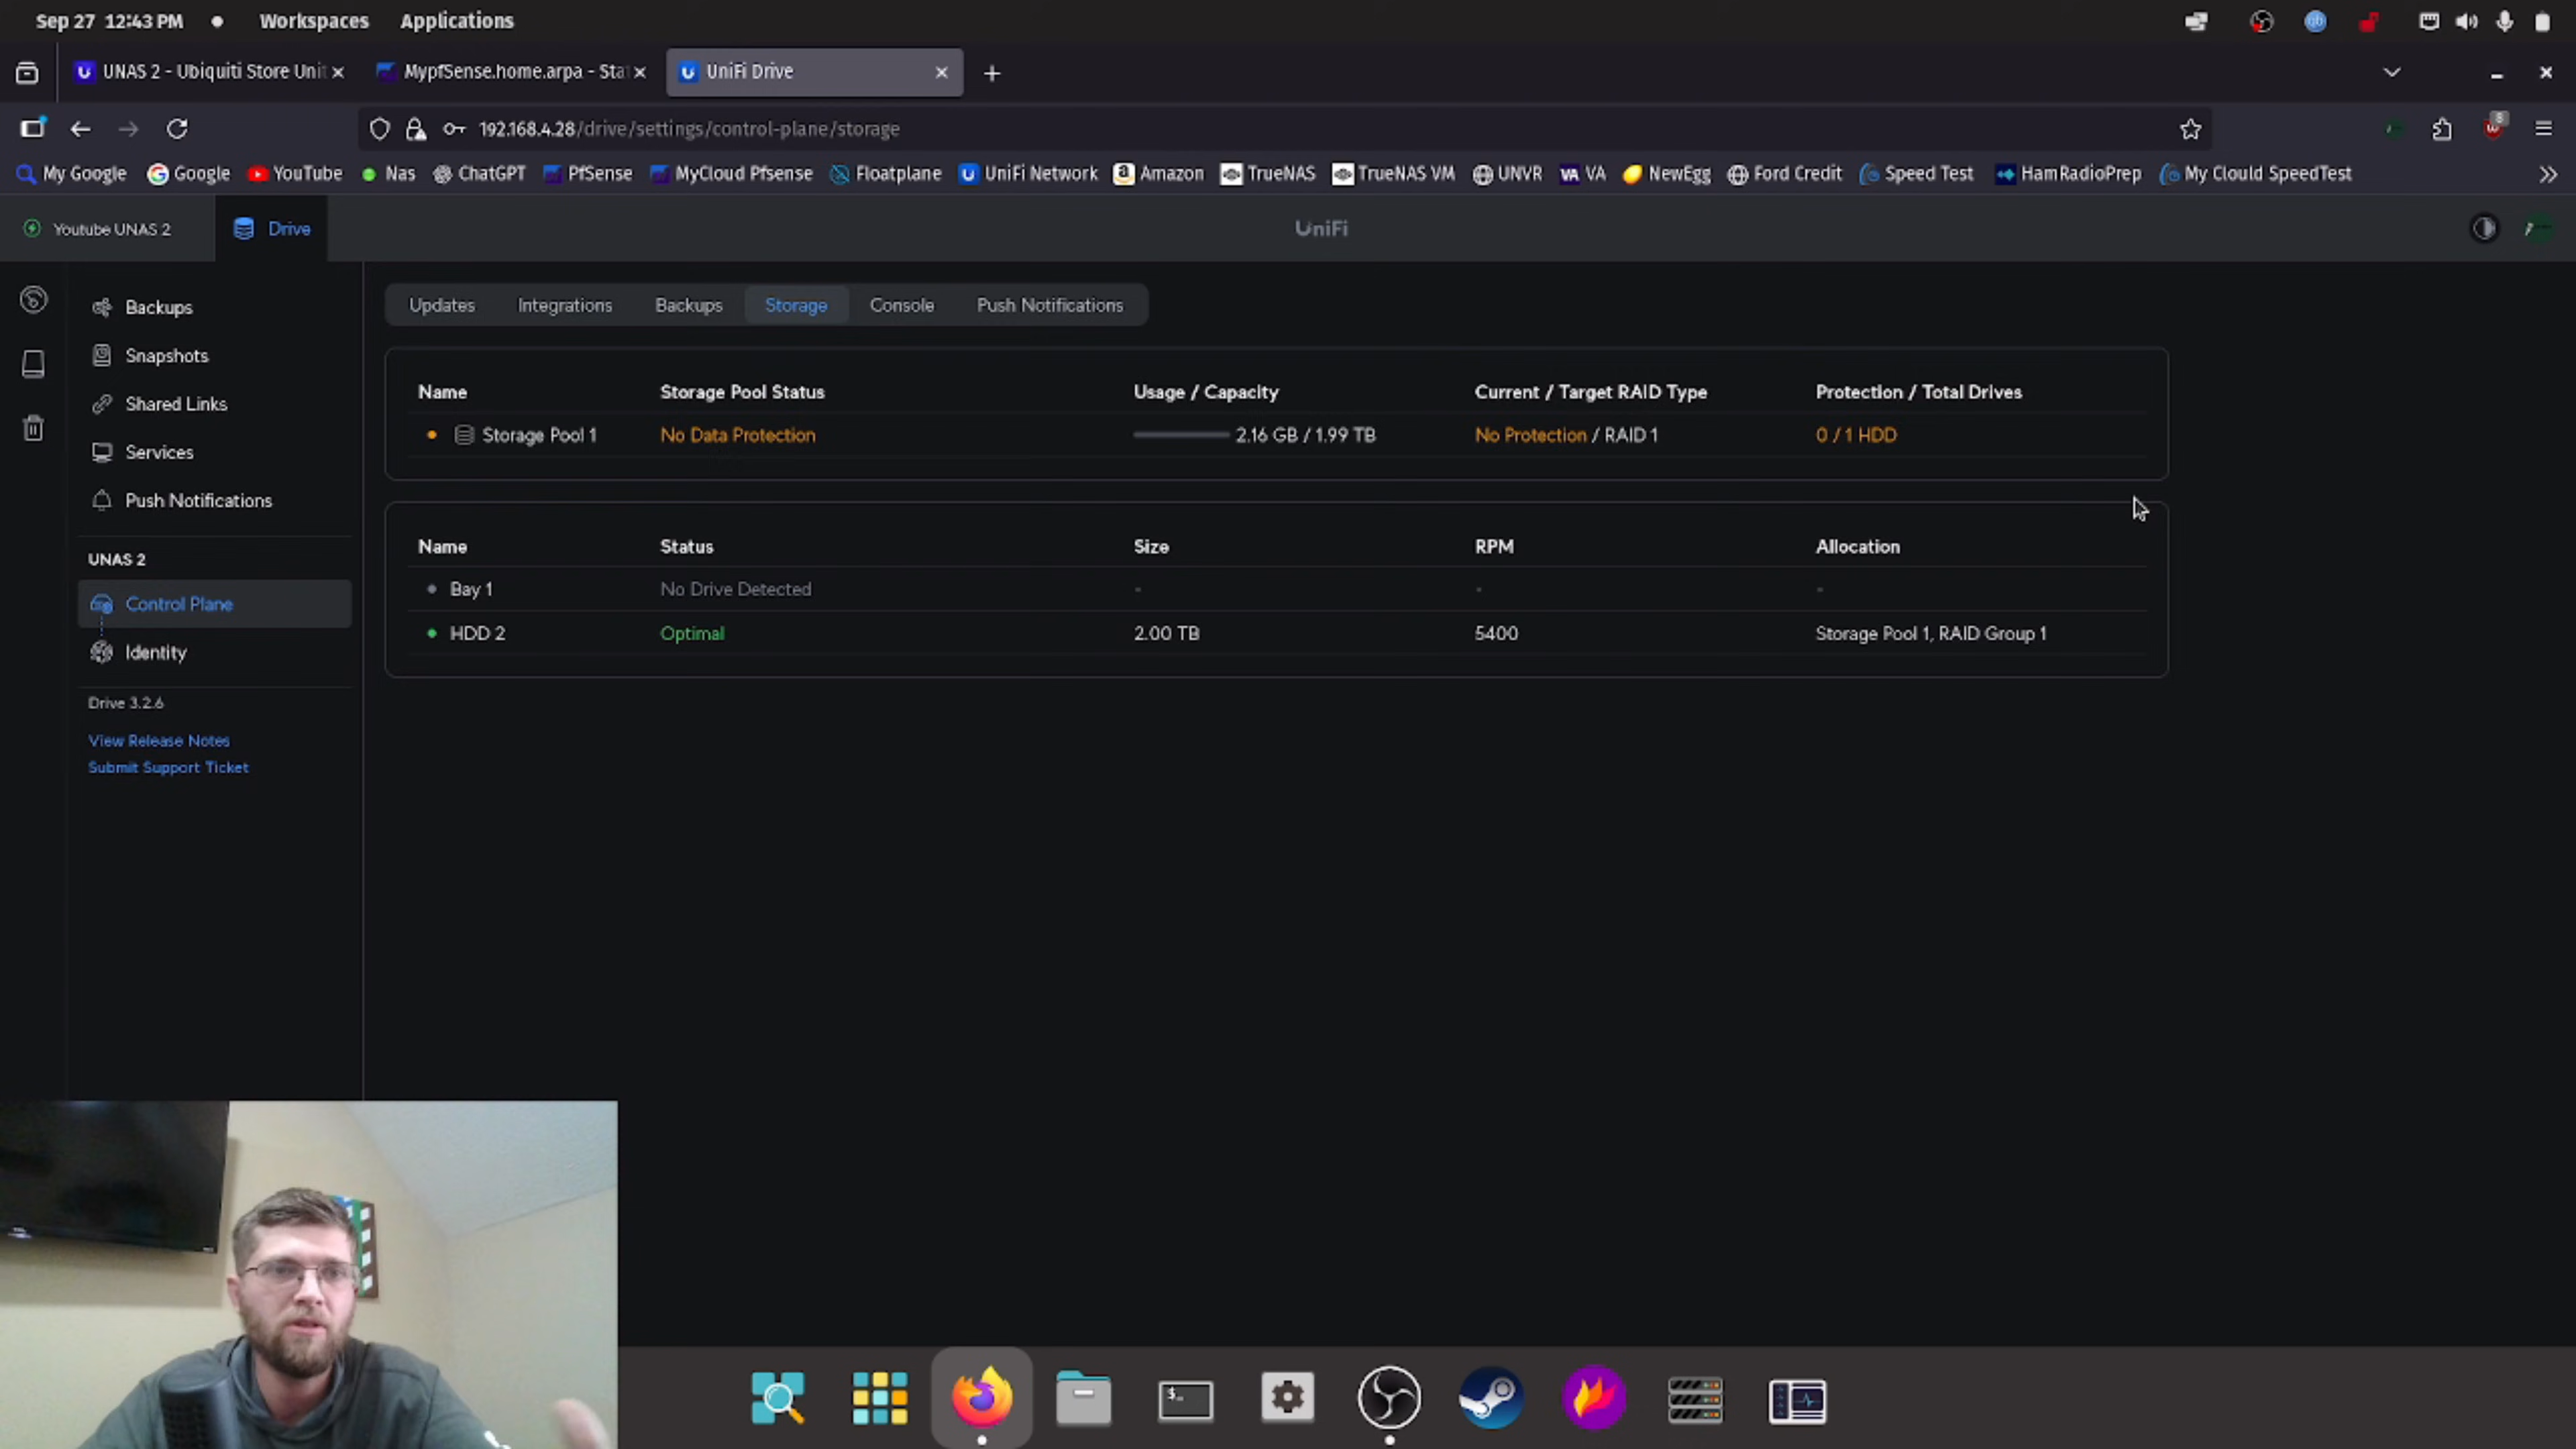 Sep 27 12:43 PM Workspaces Applications
UNAS 2 - Ubiquiti Store Unit MypfSense.home.arpa - Stat UniFi Drive
192.168.4.28/drive/settings/control-plane/storage
8
My Google Google YouTube Nas ChatGPT PfSense MyCloud Pfsense Floatplane UniFi Network Amazon TrueNAS TrueNAS VM UNVR VA VA NewEgg Ford Credit Speed Test HamRadioPrep My Clould SpeedTest
Youtube UNAS 2 Drive UniFi
Backups
Snapshots
Shared Links
Services
Push Notifications
UNAS 2
Control Plane
Identity
Drive 3.2.6
View Release Notes
Submit Support Ticket
Updates Integrations Backups Storage Console Push Notifications
Name Storage Pool Status Usage / Capacity Current / Target RAID Type Protection / Total Drives
Storage Pool 1 No Data Protection 2.16 GB / 1.99 TB No Protection / RAID 1 0 / 1 HDD
Name Status Size RPM Allocation
Bay 1 No Drive Detected - - -
HDD 2 Optimal 2.00 TB 5400 Storage Pool 1, RAID Group 1